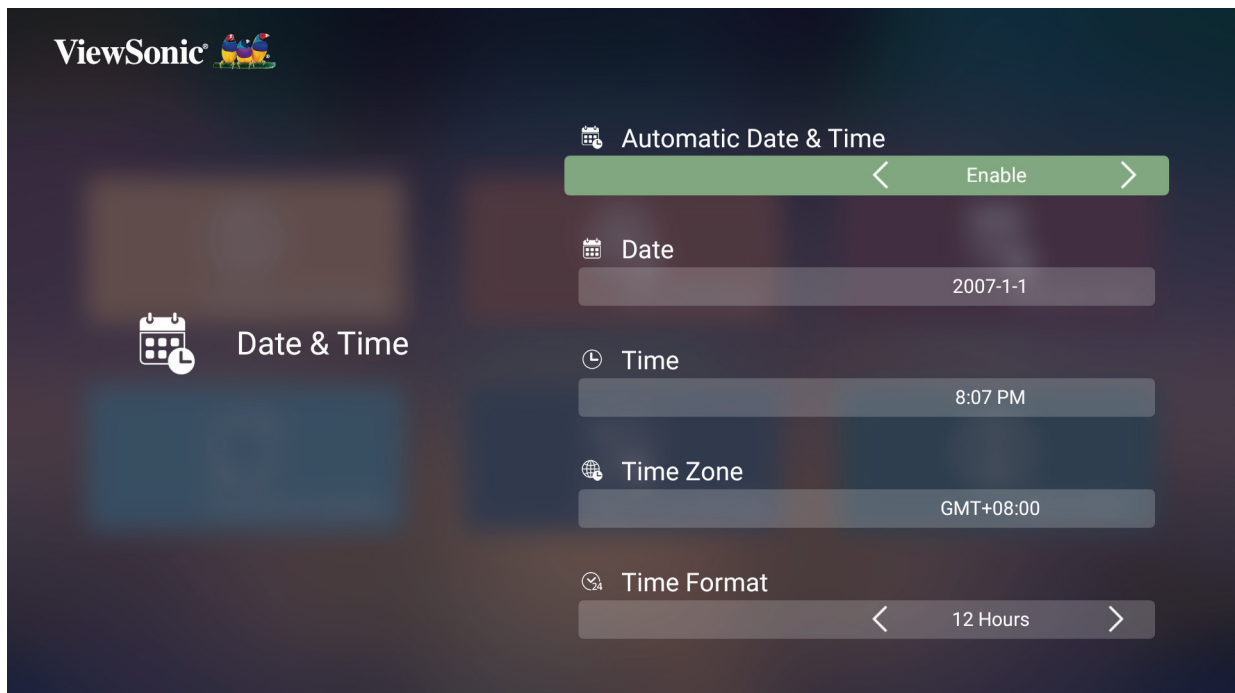 ViewSonic®
Automatic Date & Time
Enable
Date
2007-1-1
Date & Time
Time
8:07 PM
Time Zone
GMT+08:00
24
Time Format
12 Hours